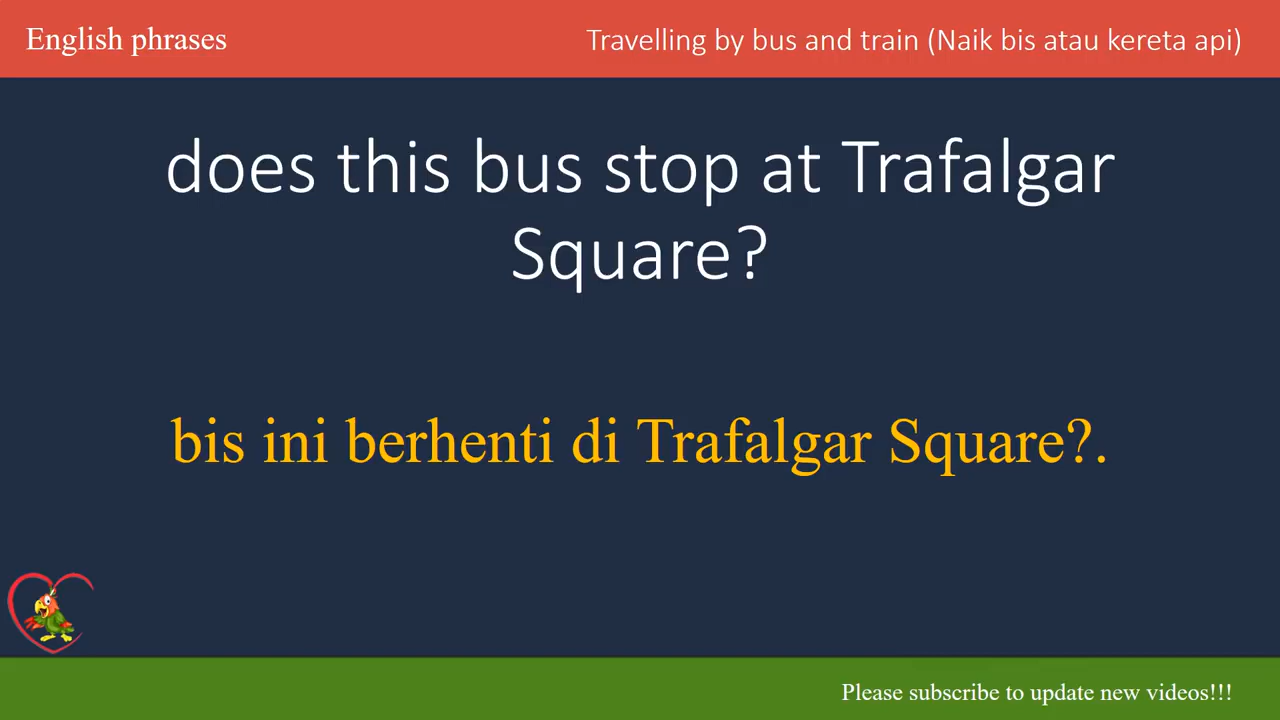 English phrases
Travelling by bus and train (Naik bis atau kereta api)
does this bus stop at Trafalgar
Square?
bis ini berhenti di Trafalgar Square?.
Please subscribe to update new videos!!!